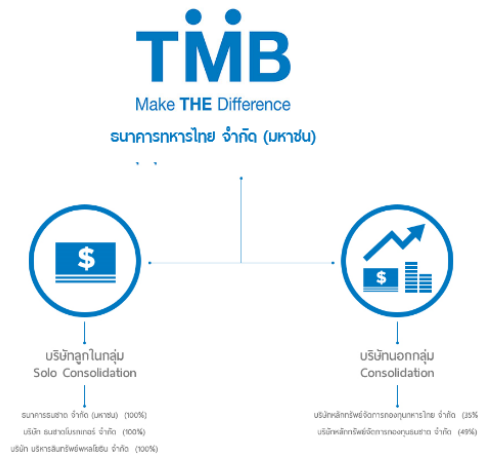 TMB
Make THE Difference
ธนาคารทหารไทย จำกัด (มหาชน)
$
$
บริษัทลูกในกลุ่ม
Solo Consolidation
บริษัทนอกกลุ่ม
Consolidation
ธนาคารธนชาต จำกัด (มหาชน) (100%)
บริษัท ธนชาตโบรกเกอร์ จำกัด (100%)
บริษัท บริหารสินทรัพย์พหลโยธิน จำกัด (100%)
บริษัทหลักทรัพย์จัดการกองทุนทหารไทย จำกัด (35%
บริษัทหลักทรัพย์จัดการกองทุนธนชาต จำกัด (49%)